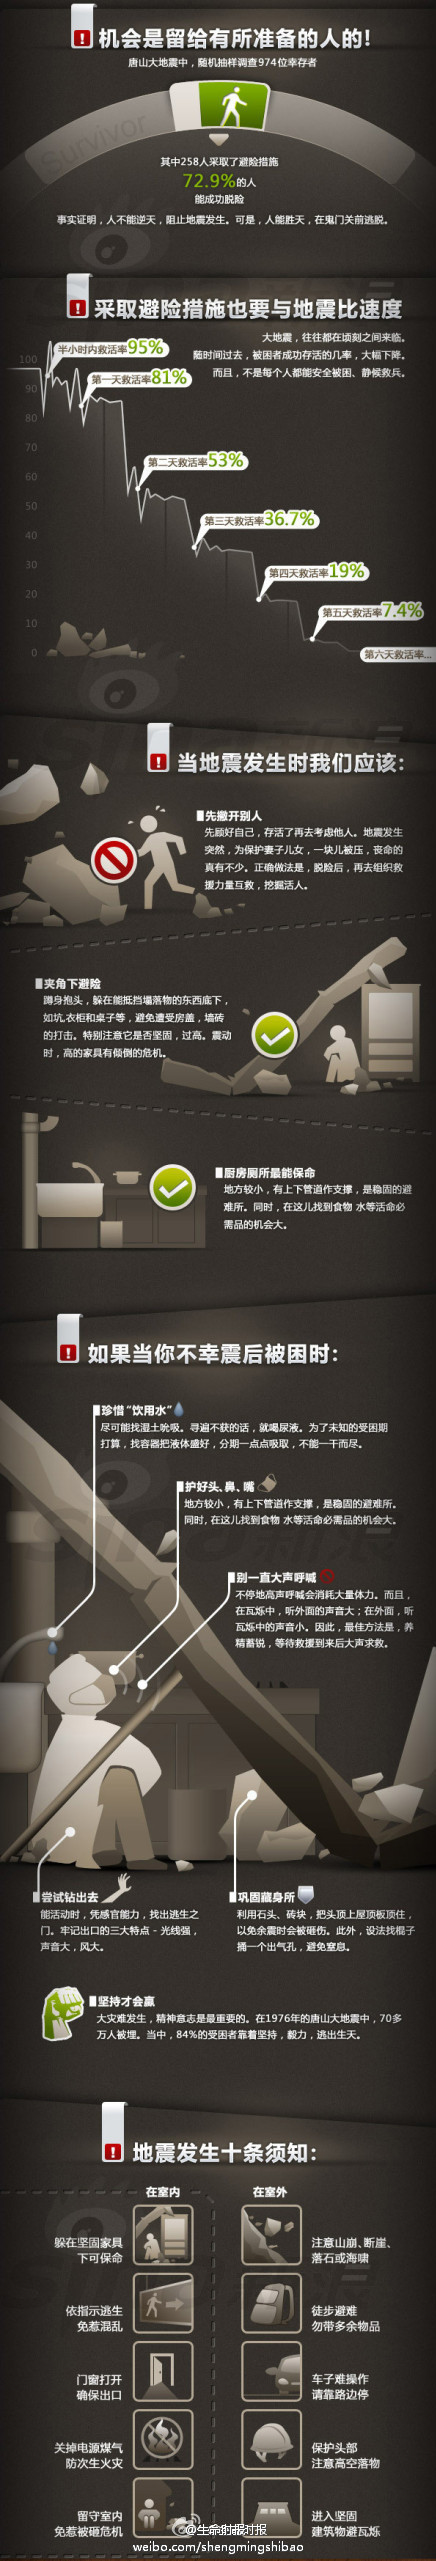 机会是留给有所准备的人的!
唐山大地震中，随机抽样调查974位幸存者
Survivor
其中258人采取了避险措施
72.9%的人
能成功脱险
事实证明，人不能逆天，阻止地震发生。可是，人能胜天，在鬼门关前逃脱。
采取避险措施也要与地震比速度
大地震，往往都在顷刻之间来临。
随时间过去，被困者成功存活的几率，大幅下降。
而且，不是每个人都能安全被困、静候救兵。
100
90
80
70
60
50
40
30
20
10
0
半小时内救活率95%
第一天救活率81%
第二天救活率53%
第三天救活率36.7%
第四天救活率19%
第五天救活率7.4%
第六天救活率...
当地震发生时我们应该:
先撇开别人
先顾好自己，存活了再去考虑他人。地震发生
突然，为保护妻子儿女，一块儿被压，丧命的
真有不少。正确做法是，脱险后，再去组织救
援力量互救，挖掘活人。
夹角下避险
蹲身抱头，躲在能抵挡墙落物的东西底下，
如坑,衣柜和桌子等，避免遭受房盖，墙砖
的打击。特别注意它是否坚固，过高。震动
时，高的家具有倾倒的危机。
厨房厕所最能保命
地方较小，有上下管道作支撑，是稳固的避
难所。同时，在这儿找到食物 水等活命必
需品的机会大。
如果当你不幸震后被困时:
珍惜“饮用水”
尽可能找湿土吮吸。寻遍不获的话，就喝尿液。为了未知的受困期
打算，找容器把液体盛好，分期一点点吸取，不能一干而尽。
护好头、鼻、嘴
地方较小，有上下管道作支撑，是稳固的避难所。
同时, 在这儿找到食物 水等活命必需品的机会大。
别一直大声呼喊
不停地高声呼喊会消耗大量体力。而且，
在瓦烁中，听外面的声音大；在外面，听
瓦烁中的声音小。因此，最佳方法是，养
精蓄锐，等待救援到来后大声求救。
尝试钻出去
能活动时，凭感官能力，找出逃生之
门。牢记出口的三大特点 - 光线强，
声音大，风大。
巩固藏身所
利用石头、砖块，把头顶上屋顶板顶住，
以免余震时会被砸伤。此外，设法找棍子
捅一个出气孔，避免窒息。
坚持才会赢
大灾难发生，精神意志是最重要的。在1976年的唐山大地震中，70多
万人被埋。当中，84%的受困者靠着坚持，毅力，逃出生天。
地震发生十条须知:
在室内
在室外
躲在坚固家具
下可保命
注意山崩、断崖、
落石或海啸
依指示逃生
免惹混乱
徒步避难
勿带多余物品
门窗打开
确保出口
车子难操作
请靠路边停
关掉电源煤气
防次生火灾
保护头部
注意高空落物
留守室内
免惹被砸危机
进入坚固
建筑物避瓦烁
@生命时报
weibo.com/shengmingshibao